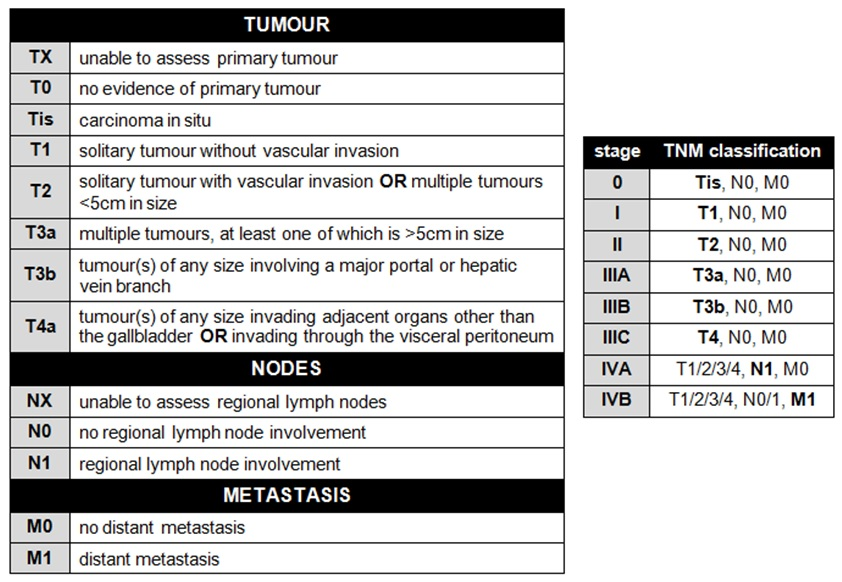 TUMOUR
TX unable to assess primary tumour
T0 no evidence of primary tumour
Tis carcinoma in situ
T1 solitary tumour without vascular invasion
T2 solitary tumour with vascular invasion OR multiple tumours
<5cm in size
T3a multiple tumours, at least one of which is >5cm in size
T3b tumour(s) of any size involving a major portal or hepatic
vein branch
T4a tumour(s) of any size invading adjacent organs other than
the gallbladder OR invading through the visceral peritoneum
NODES
NX unable to assess regional lymph nodes
N0 no regional lymph node involvement
N1 regional lymph node involvement
METASTASIS
M0 no distant metastasis
M1 distant metastasis
stage TNM classification
0 Tis, N0, M0
I T1, N0, M0
II T2, N0, M0
IIIA T3a, N0, M0
IIIB T3b, N0, M0
IIIC T4, N0, M0
IVA T1/2/3/4, N1, M0
IVB T1/2/3/4, N0/1, M1